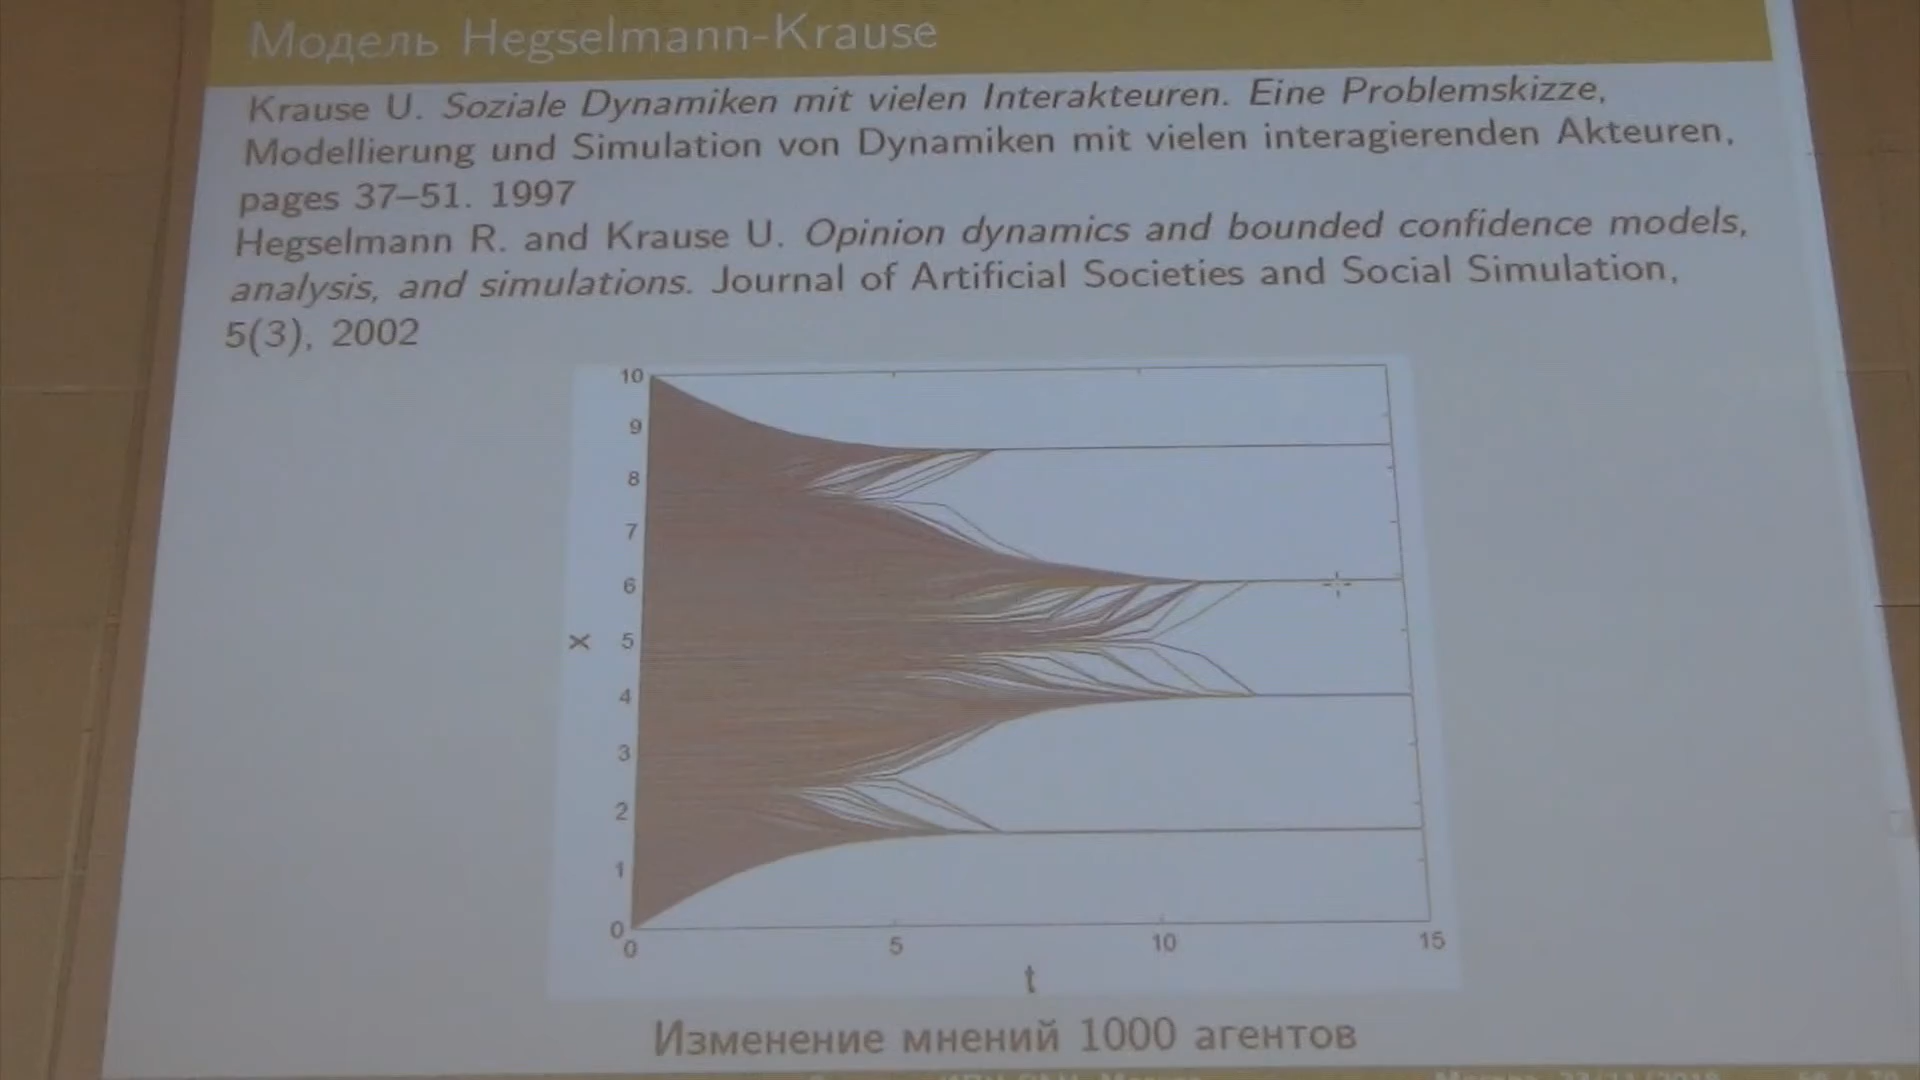 Модель Hegselmann-Krause
Krause U. Soziale Dynamiken mit vielen Interakteuren. Eine Problemskizze,
Modellierung und Simulation von Dynamiken mit vielen interagierenden Akteuren,
pages 37–51. 1997
Hegselmann R. and Krause U. Opinion dynamics and bounded confidence models,
analysis, and simulations. Journal of Artificial Societies and Social Simulation,
5(3), 2002
10
9
8
7
6
x 5
4
3
2
1
0
0 5 10 15
t
Изменение мнений 1000 агентов